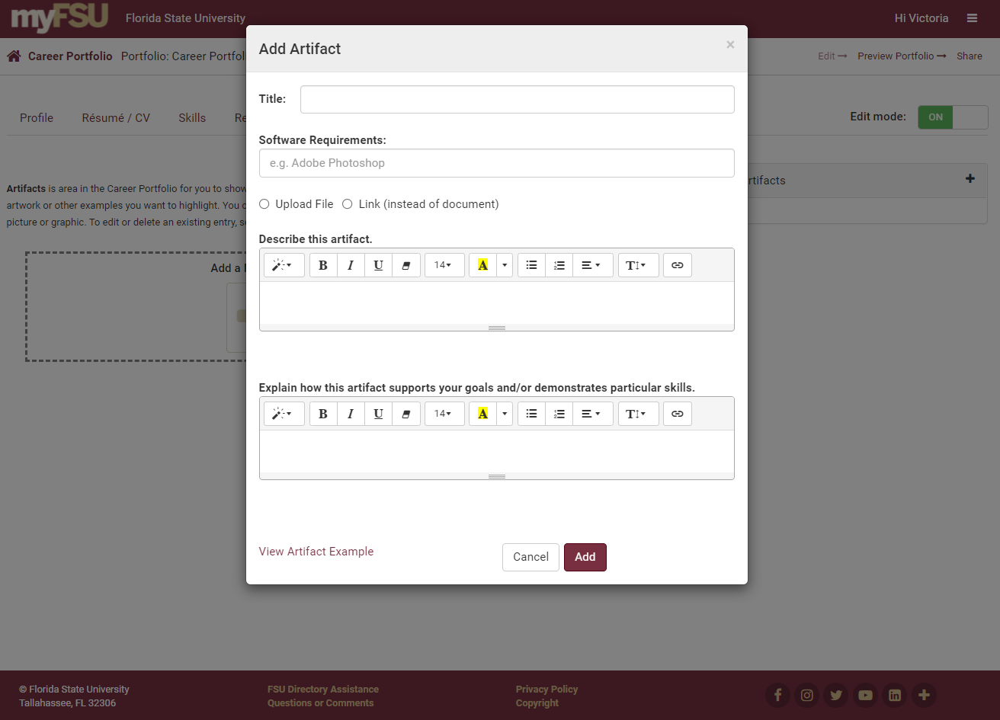 myFSU Florida State University Hi Victoria
Career Portfolio Portfolio: Career Portfol Edit Preview Portfolio Share
Add Artifact ×
Title:
Profile Résumé / CV Skills Re Edit mode: ON
Software Requirements:
e.g. Adobe Photoshop
rtifacts
Artifacts is area in the Career Portfolio for you to show
artwork or other examples you want to highlight. You c
picture or graphic. To edit or delete an existing entry, s
Upload File Link (instead of document)
Describe this artifact.
B I U 14 A T
Add a
Explain how this artifact supports your goals and/or demonstrates particular skills.
B I U 14 A T
View Artifact Example Cancel Add
© Florida State University
Tallahassee, FL 32306
FSU Directory Assistance
Questions or Comments
Privacy Policy
Copyright